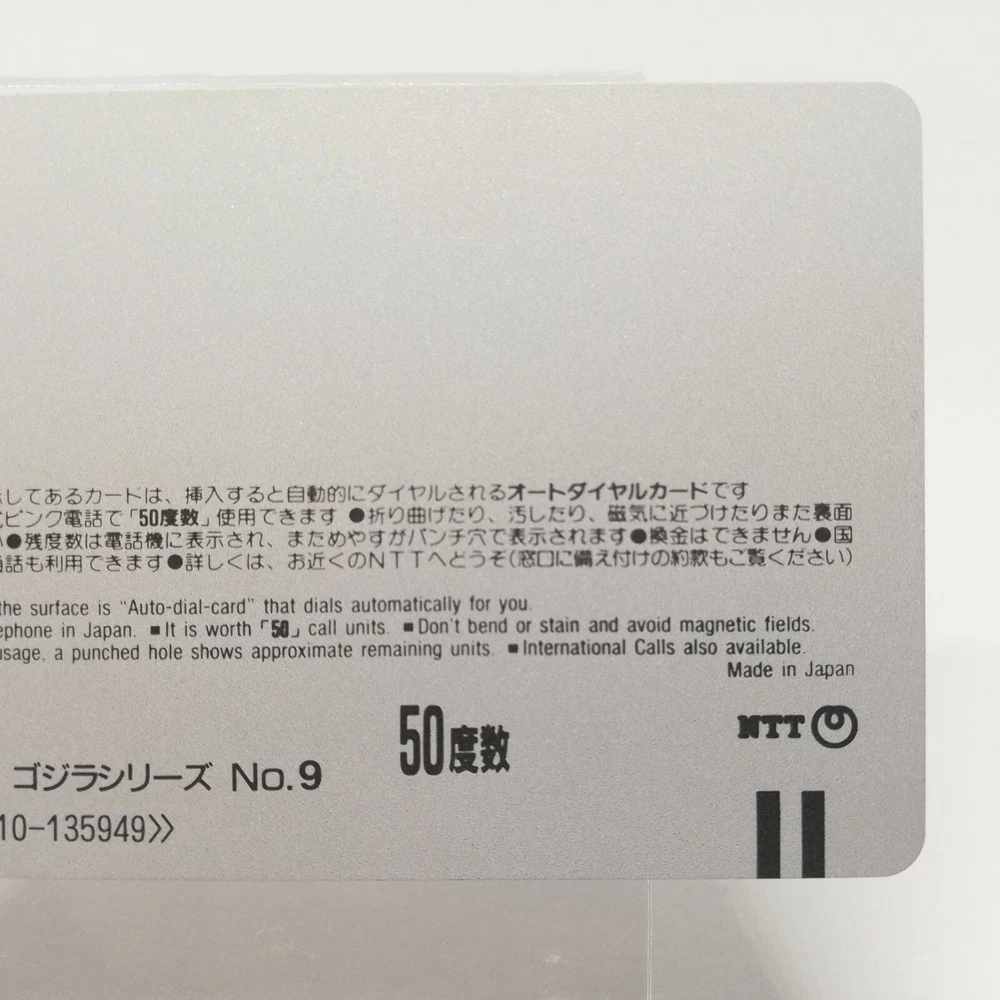 してあるカードは、挿入すると自動的にダイヤルされるオートダイヤルカードです
ピンク電話で「50度数」使用できます ●折り曲げたり、汚したり、磁気に近づけたりまた裏面
●残度数は電話機に表示され、まためやすがパンチ穴で表示されます●換金はできません●国
話も利用できます●詳しくは、お近くのNTTへどうぞ(窓口に備え付けの約款もご覧ください)
the surface is "Auto-dial-card" that dials automatically for you.
ephone in Japan. ■It is worth「50」call units. ■Don't bend or stain and avoid magnetic fields.
usage, a punched hole shows approximate remaining units. ■International Calls also available.
Made in Japan
50度数
NTT
ゴジラシリーズ No.9
10-135949》